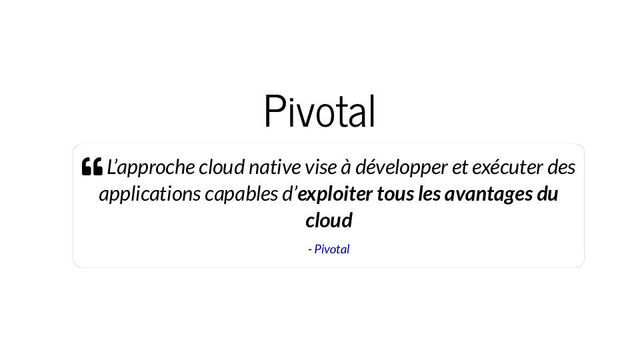 Pivotal
“ L’approche cloud native vise à développer et exécuter des
applications capables d’exploiter tous les avantages du
cloud
- Pivotal